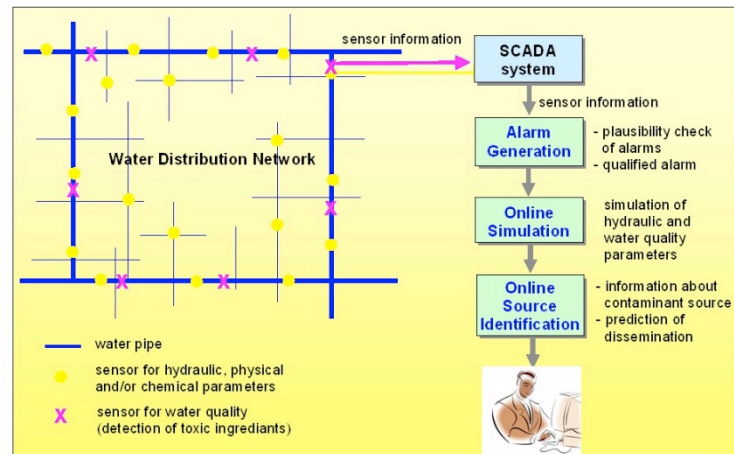 sensor information
SCADA
system
sensor information
Alarm
Generation
- plausibility check
of alarms
- qualified alarm
Water Distribution Network
Online
Simulation
simulation of
hydraulic and
water quality
parameters
Online
Source
Identification
- information about
contaminant source
- prediction of
dissemination
water pipe
sensor for hydraulic, physical
and/or chemical parameters
X sensor for water quality
(detection of toxic ingrediants)